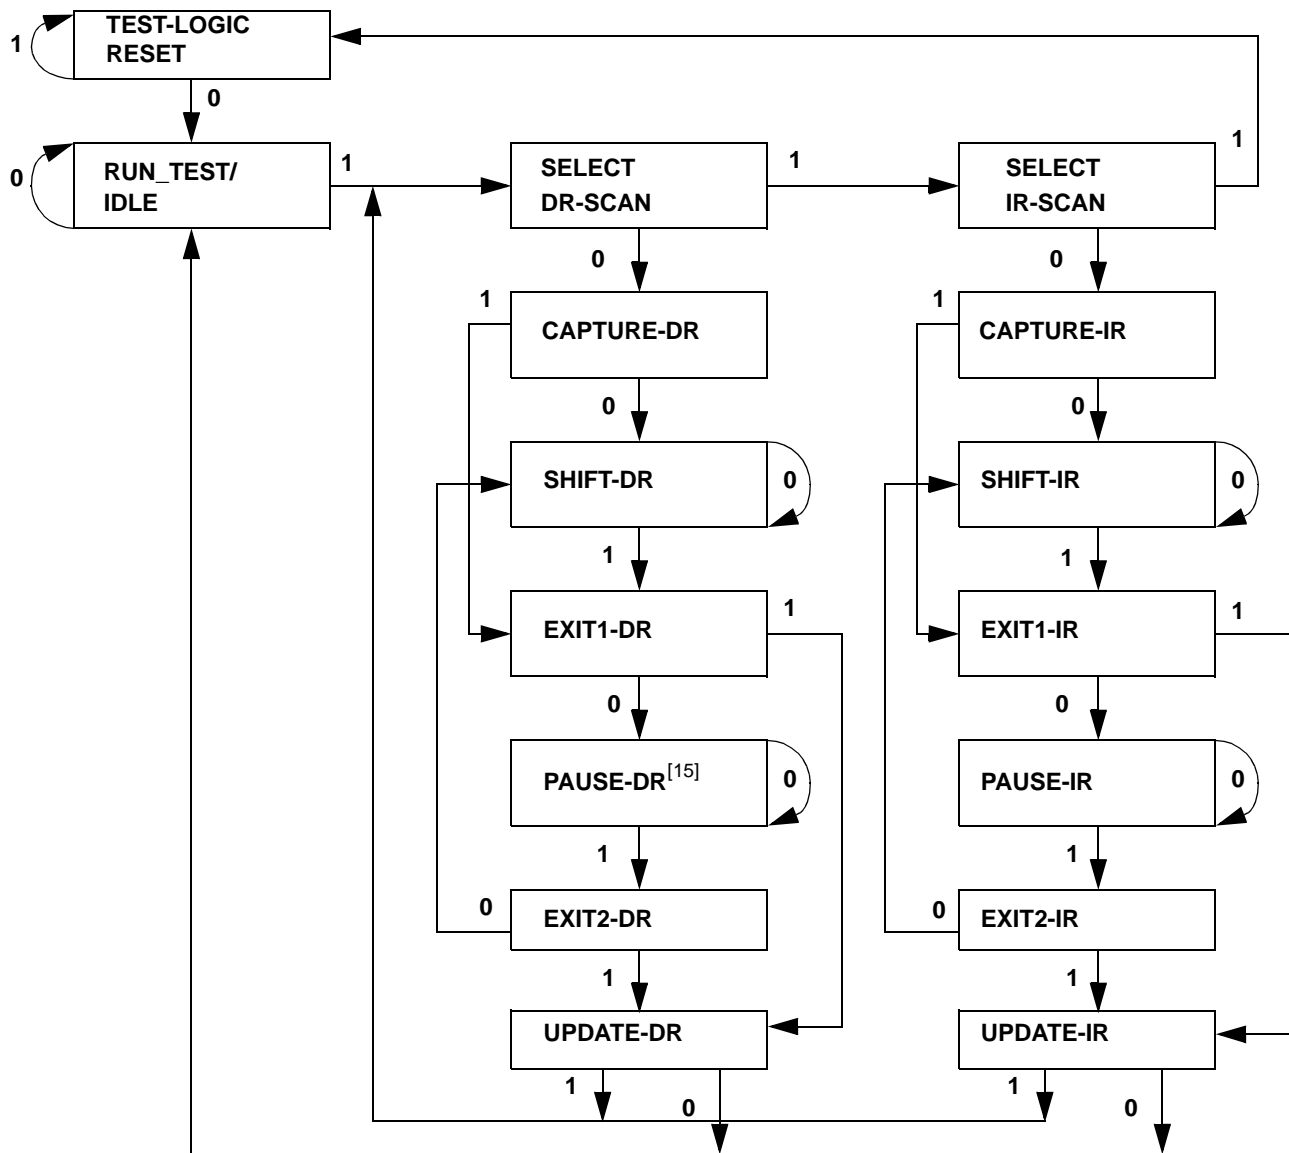 TEST-LOGIC
RESET
1
0
RUN_TEST/
IDLE
0
1
SELECT
DR-SCAN
1
SELECT
IR-SCAN
1
0
0
1
CAPTURE-DR
1
CAPTURE-IR
0
0
SHIFT-DR
0
SHIFT-IR
0
1
1
EXIT1-DR
1
EXIT1-IR
1
0
0
PAUSE-DR[15]
0
PAUSE-IR
0
1
1
0
EXIT2-DR
0
EXIT2-IR
1
1
UPDATE-DR
UPDATE-IR
1
0
1
0